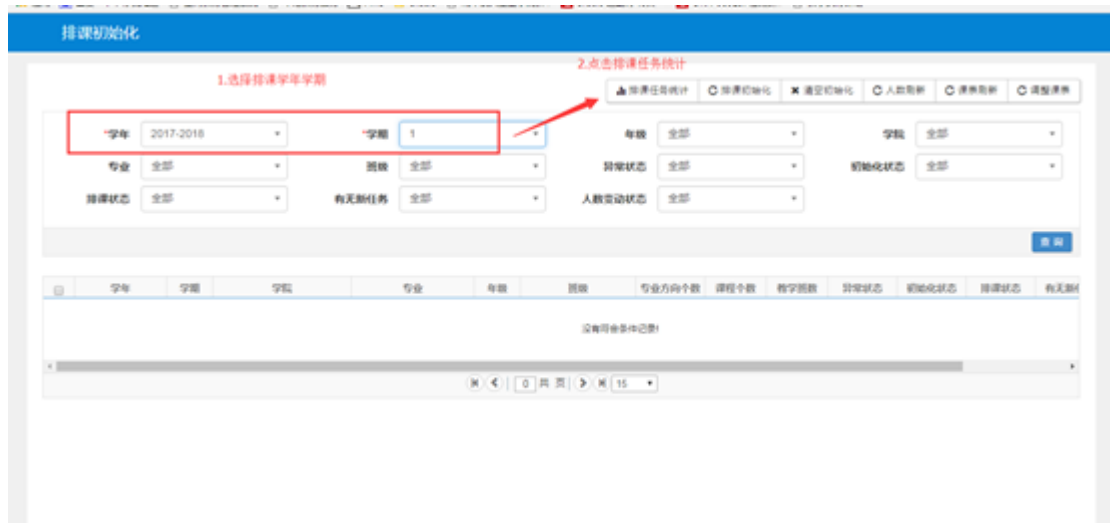 排课初始化
1.选择排课学年学期
2.点击排课任务统计
排课任务统计 排课初始化 清空初始化 人数刷新 课表刷新 调整课表
*学年 2017-2018 *学期 1 年级 全部 学院 全部
专业 全部 班级 全部 异常状态 全部 初始化状态 全部
排课状态 全部 有无新任务 全部 人数变动状态 全部
查询
学年 学期 学院 专业 年级 班级 专业方向个数 课程个数 教学班数 异常状态 初始化状态 排课状态 有无新
没有符合条件记录!
0 共 页 15